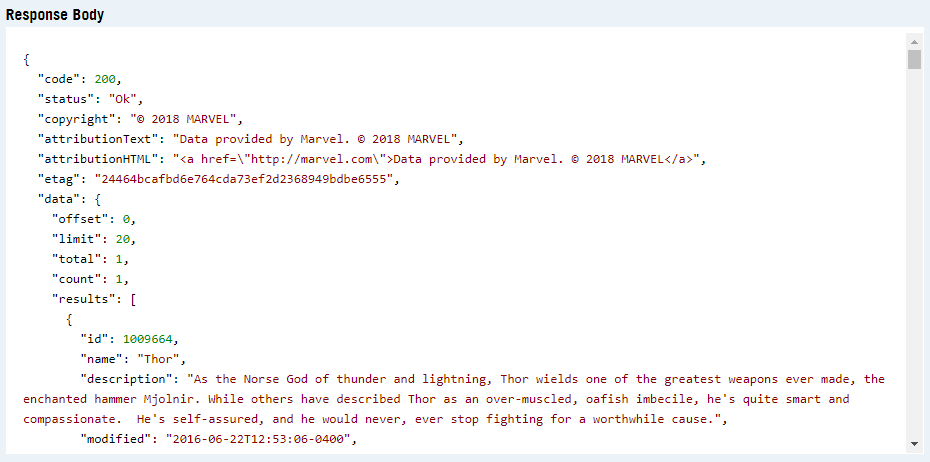 Response Body
{
"code": 200,
"status": "Ok",
"copyright": "© 2018 MARVEL",
"attributionText": "Data provided by Marvel. © 2018 MARVEL",
"attributionHTML": "<a href=\"http://marvel.com\">Data provided by Marvel. © 2018 MARVEL</a>",
"etag": "24464bcafbd6e764cda73ef2d2368949bdbe6555",
"data": {
"offset": 0,
"limit": 20,
"total": 1,
"count": 1,
"results": [
{
"id": 1009664,
"name": "Thor",
"description": "As the Norse God of thunder and lightning, Thor wields one of the greatest weapons ever made, the
enchanted hammer Mjolnir. While others have described Thor as an over-muscled, oafish imbecile, he's quite smart and
compassionate.  He's self-assured, and he would never, ever stop fighting for a worthwhile cause.",
"modified": "2016-06-22T12:53:06-0400",